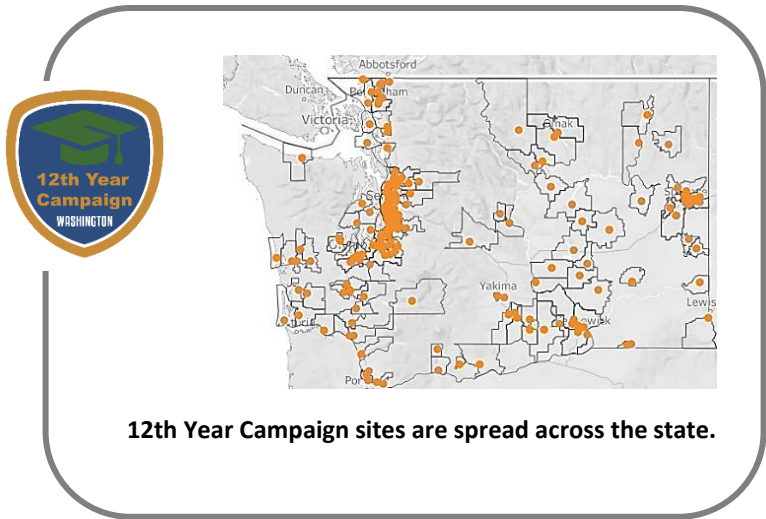 Abbotsford
Duncan
Victoria
Yakima
Lewis
12th Year
Campaign
WASHINGTON
12th Year Campaign sites are spread across the state.